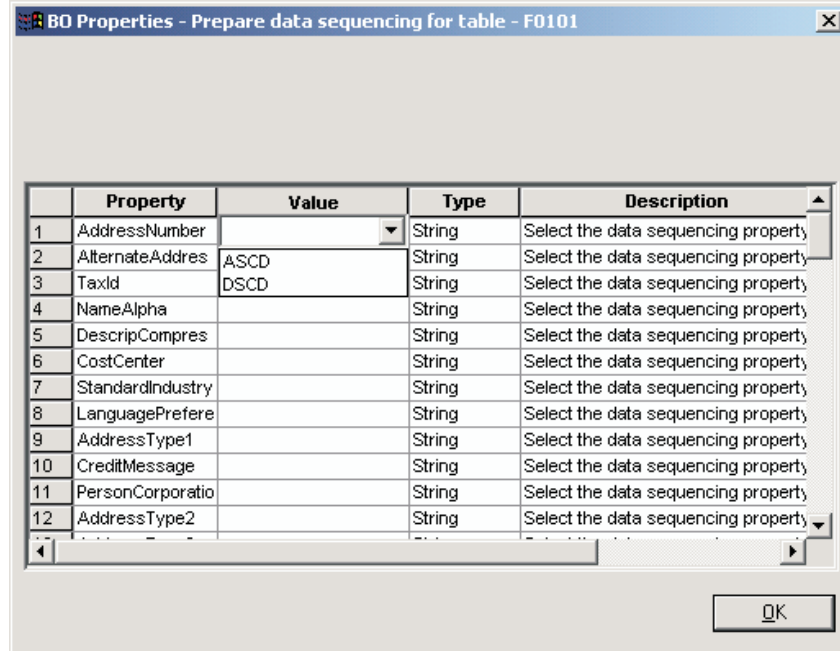 BO Properties - Prepare data sequencing for table - F0101
Property Value Type Description
1 AddressNumber String Select the data sequencing property
2 AlternateAddres ASCD String Select the data sequencing property
3 TaxId DSCD String Select the data sequencing property
4 NameAlpha String Select the data sequencing property
5 DescripCompres String Select the data sequencing property
6 CostCenter String Select the data sequencing property
7 StandardIndustry String Select the data sequencing property
8 LanguagePrefere String Select the data sequencing property
9 AddressType1 String Select the data sequencing property
10 CreditMessage String Select the data sequencing property
11 PersonCorporatio String Select the data sequencing property
12 AddressType2 String Select the data sequencing property
OK